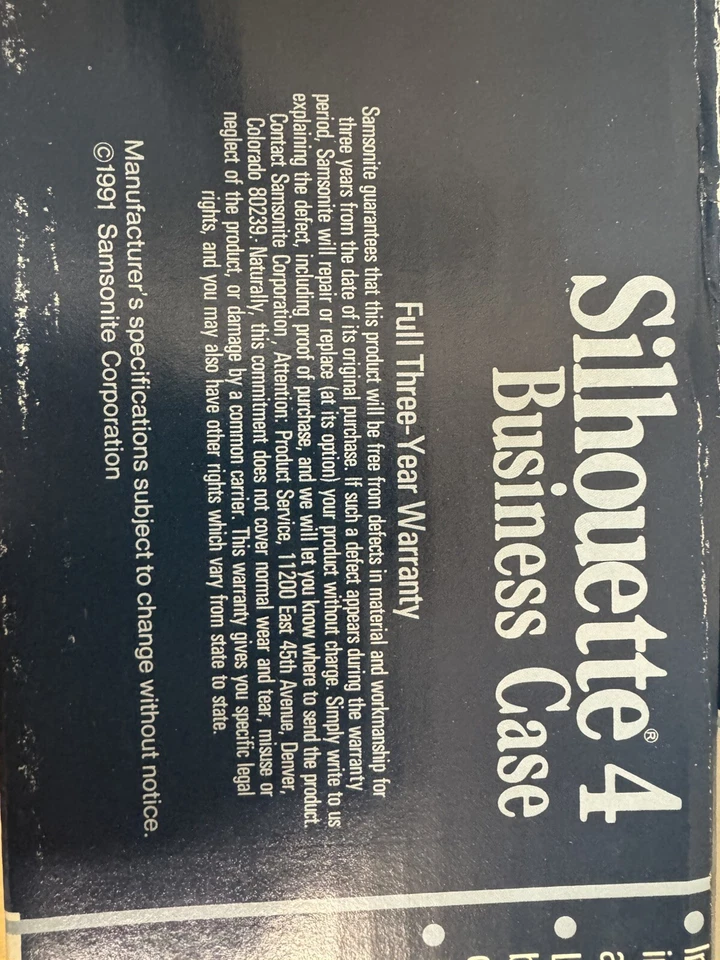 Silhouette® 4
Business Case
Full Three-Year Warranty
Samsonite guarantees that this product will be free from defects in material and workmanship for
three years from the date of its original purchase. If such a defect appears during the warranty
period, Samsonite will repair or replace (at its option) your product without charge. Simply write to us
explaining the defect, including proof of purchase, and we will let you know where to send the product.
Contact Samsonite Corporation, Attention: Product Service, 11200 East 45th Avenue, Denver,
Colorado 80239. Naturally, this commitment does not cover normal wear and tear, misuse or
neglect of the product, or damage by a common carrier. This warranty gives you specific legal
rights, and you may also have other rights which vary from state to state.
Manufacturer's specifications subject to change without notice.
©1991 Samsonite Corporation